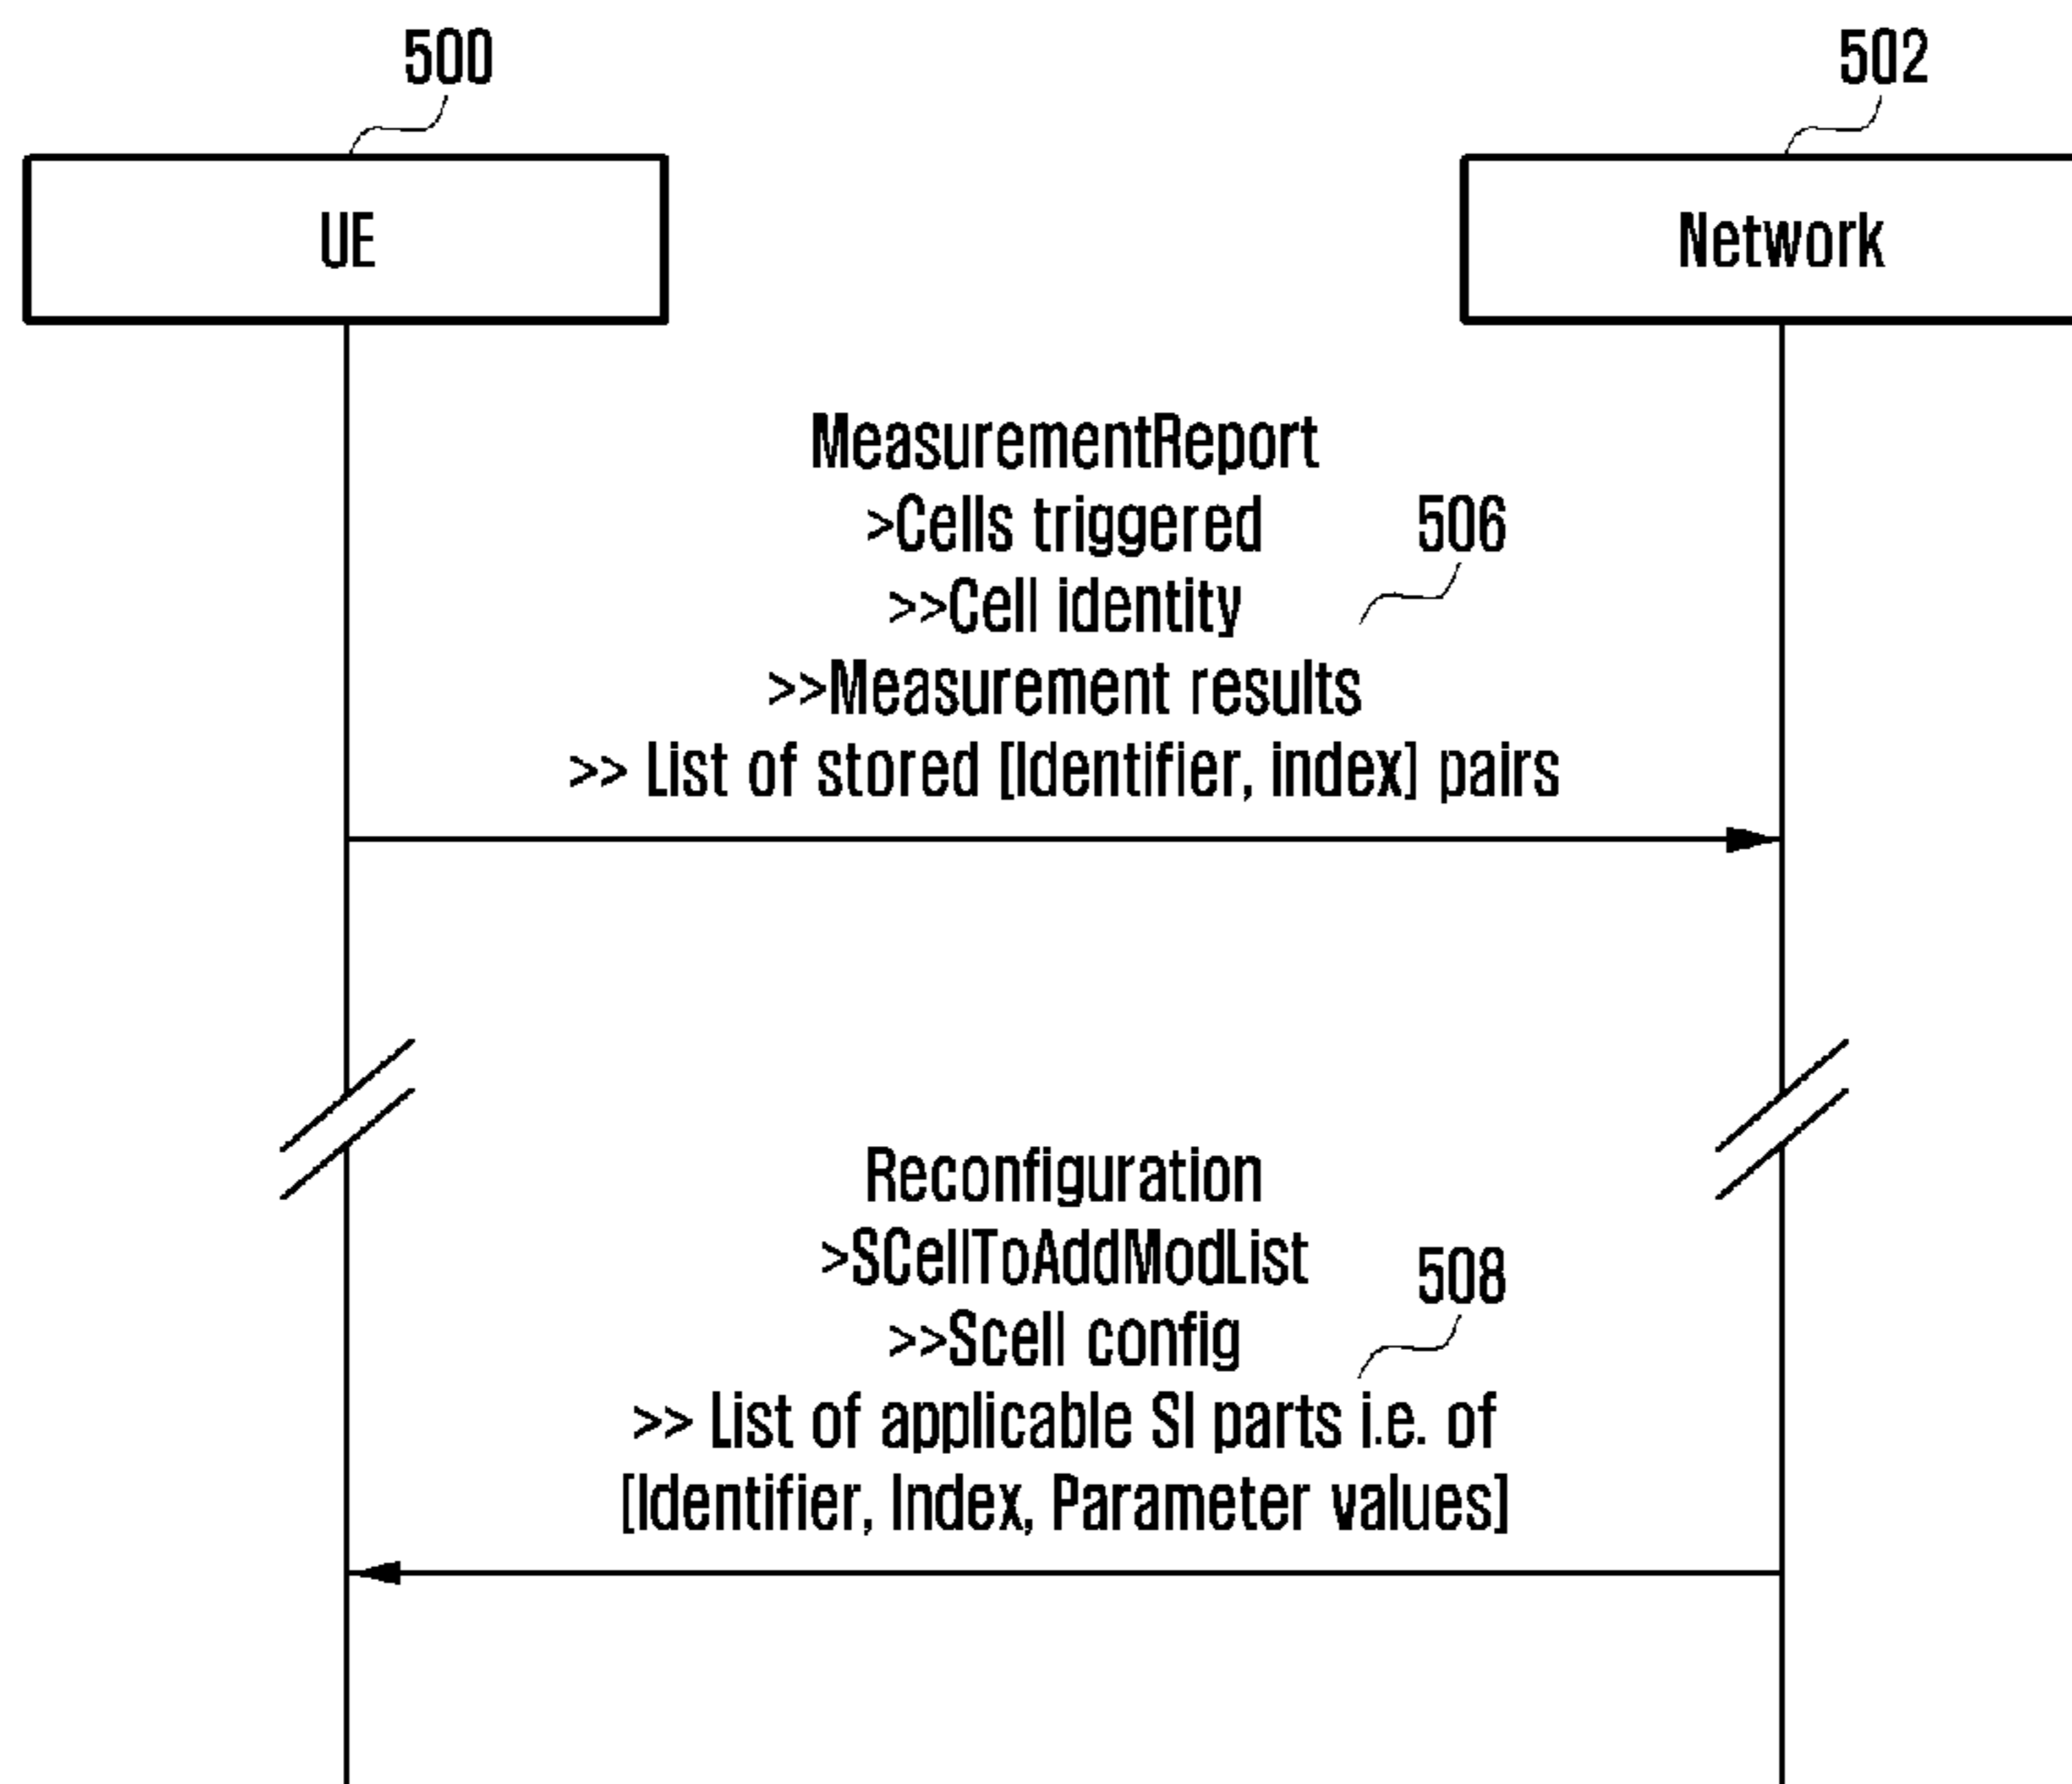 500
502
UE
Network
MeasurementReport
>Cells triggered
506
>>Cell identity
>>Measurement results
>> List of stored [Identifier, index] pairs
Reconfiguration
>SCellToAddModList
508
>>Scell config
>> List of applicable SI parts i.e. of
[Identifier, Index, Parameter values]